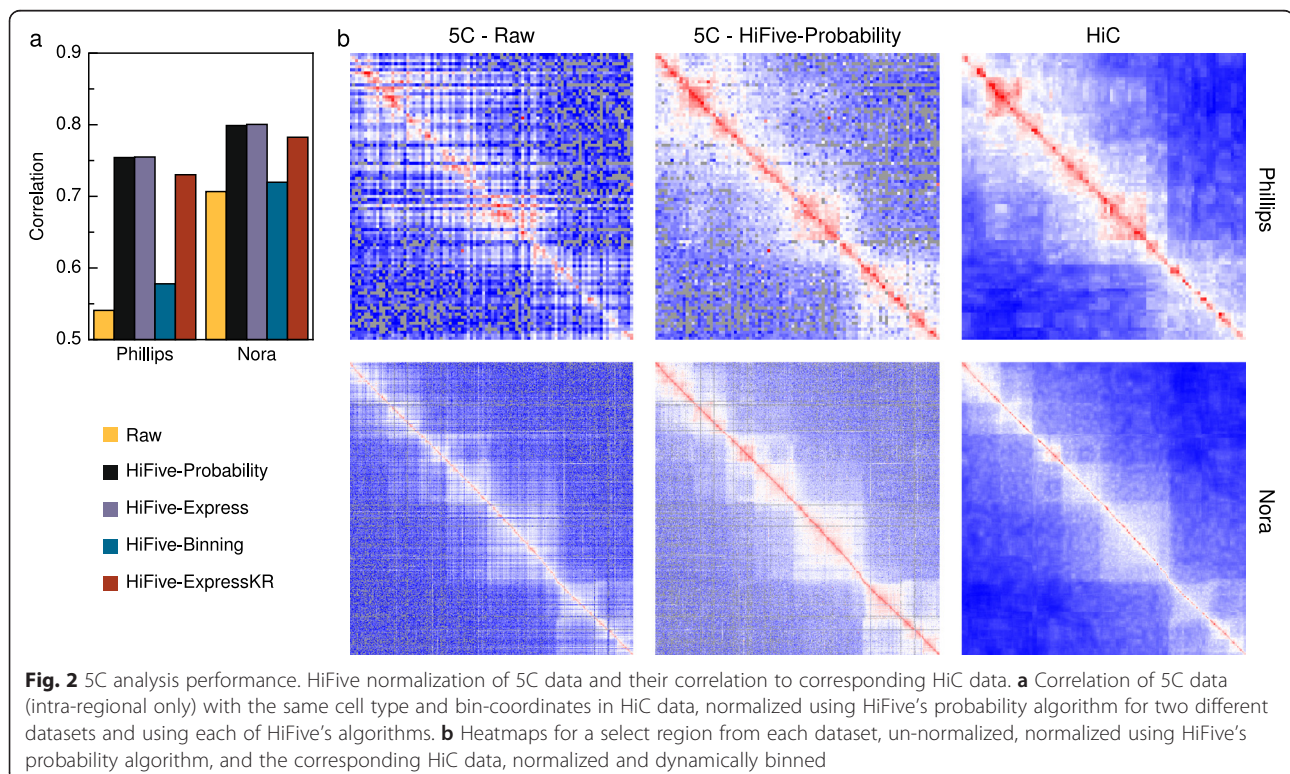 a
0.9
0.8
0.7
0.6
0.5
Correlation
Phillips
Nora
Raw
HiFive-Probability
HiFive-Express
HiFive-Binning
HiFive-ExpressKR
b
5C - Raw
5C - HiFive-Probability
HiC
Phillips
Nora
Fig. 2 5C analysis performance. HiFive normalization of 5C data and their correlation to corresponding HiC data. a Correlation of 5C data
(intra-regional only) with the same cell type and bin-coordinates in HiC data, normalized using HiFive's probability algorithm for two different
datasets and using each of HiFive's algorithms. b Heatmaps for a select region from each dataset, un-normalized, normalized using HiFive's
probability algorithm, and the corresponding HiC data, normalized and dynamically binned